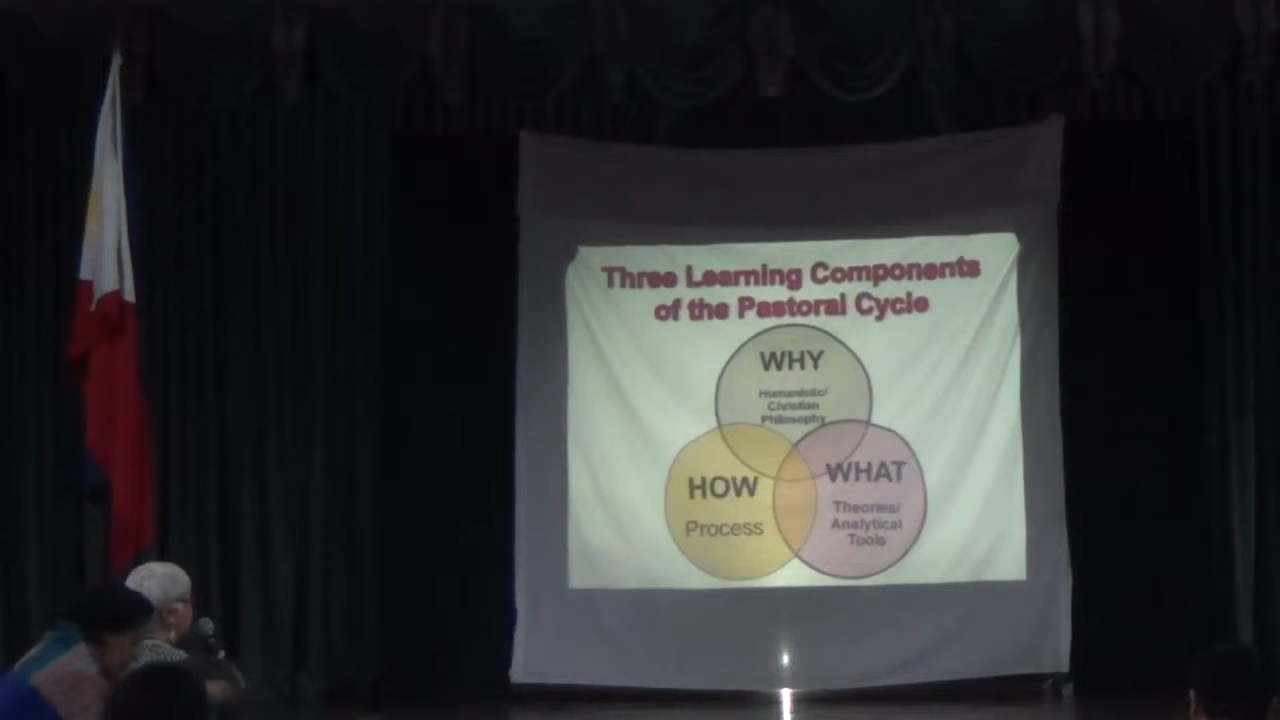 Three Learning Components
of the Pastoral Cycle
WHY
Humanistic/
Christian
Philosophy
HOW
Process
WHAT
Theories/
Analytical
Tools